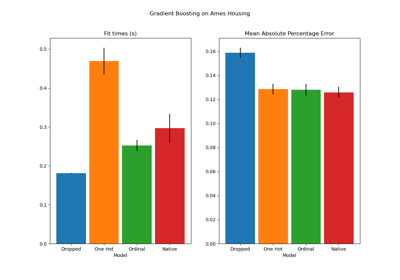 Gradient Boosting on Ames Housing
Fit times (s)
0.5
0.4
0.3
0.2
0.1
0.0
Dropped One Hot Ordinal Native
Model
Mean Absolute Percentage Error
0.16
0.14
0.12
0.10
0.08
0.06
0.04
0.02
0.00
Dropped One Hot Ordinal Native
Model